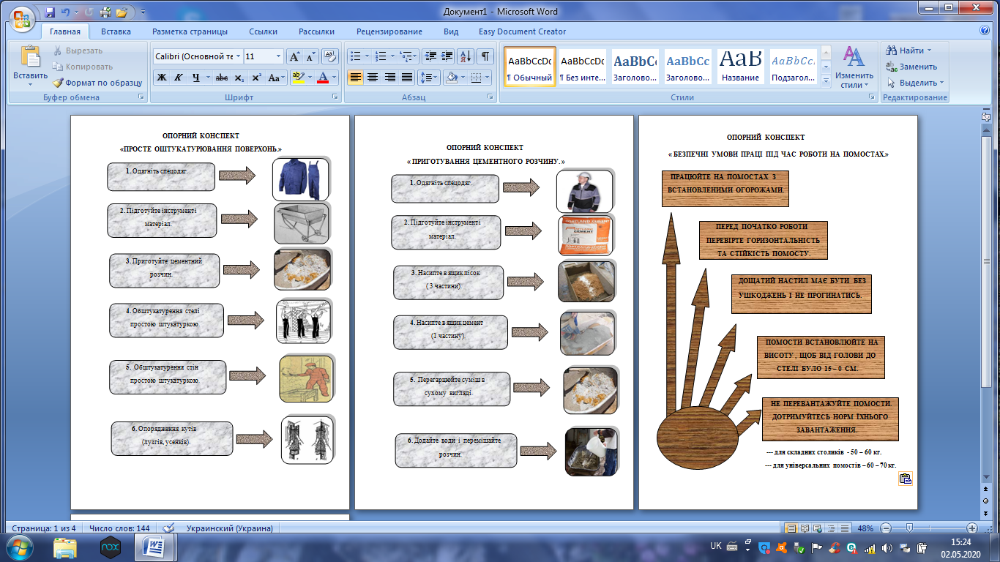 Документ1 - Microsoft Word
Главная
Вставка
Разметка страницы
Ссылки
Рассылки
Рецензирование
Вид
Easy Document Creator
Вставить
Вырезать
Копировать
Формат по образцу
Буфер обмена
Calibri (Основной те
11
Шрифт
Абзац
AaBbCcDc
¶ Обычный
AaBbCcDc
¶ Без инте...
AaBbC
Заголово...
AaBbCc
Заголово...
AaB
Название
AaBbCc.
Подзагол...
Изменить
стили
Стили
Найти
Заменить
Выделить
Редактирование
ОПОРНИЙ КОНСПЕКТ
«ПРОСТЕ ОШТУКАТУРЮВАННЯ ПОВЕРХОНЬ.»
1. Одягніть спецодяг.
2. Підготуйте інструменті
матеріал.
3. Приготуйте цементний
розчин.
4. Обштукатурення стелі
простою штукатуркою.
5. Обштукатурення стін
простою штукатуркою.
6. Опорядження кутів
(лузгів, усенків).
ОПОРНИЙ КОНСПЕКТ
« ПРИГОТУВАННЯ ЦЕМЕНТНОГО РОЗЧИНУ.»
1. Одягніть спецодяг.
2. Підготуйте інструменті
матеріал.
PORTLAND CEMENT
CEMENT
3. Насипте в ящик пісок
( 3 частини).
4. Насипте в ящик цемент
(1 частину).
5. Перегарцюйте суміш в
сухому вигляді.
6. Додайте води і перемішайте
розчин.
ОПОРНИЙ КОНСПЕКТ
« БЕЗПЕЧНІ УМОВИ ПРАЦІ ПІД ЧАС РОБОТИ НА ПОМОСТАХ.»
ПРАЦЮЙТЕ НА ПОМОСТАХ З
ВСТАНОВЛЕНИМИ ОГОРОЖАМИ.
ПЕРЕД ПОЧАТКО РОБОТИ
ПЕРЕВІРТЕ ГОРИЗОНТАЛЬНІСТЬ
ТА СТІЙКІСТЬ ПОМОСТУ.
ДОЩАТИЙ НАСТИЛ МАЄ БУТИ БЕЗ
УШКОДЖЕНЬ І НЕ ПРОГИНАТИСЬ.
ПОМОСТИ ВСТАНОВЛЮЙТЕ НА
ВИСОТУ , ЩОБ ВІД ГОЛОВИ ДО
СТЕЛІ БУЛО 15 – 0 СМ.
НЕ ПЕРЕВАНТАЖУЙТЕ ПОМОСТИ.
ДОТРИМУЙТЕСЬ НОРМ ЇХНЬОГО
ЗАВАНТАЖЕННЯ.
--- для складних столиків - 50 – 60 кг.
--- для універсальних помостів – 60 – 70 кг.
Страница: 1 из 4
Число слов: 144
Украинский (Украина)
48%
nox
UK
15:24
02.05.2020